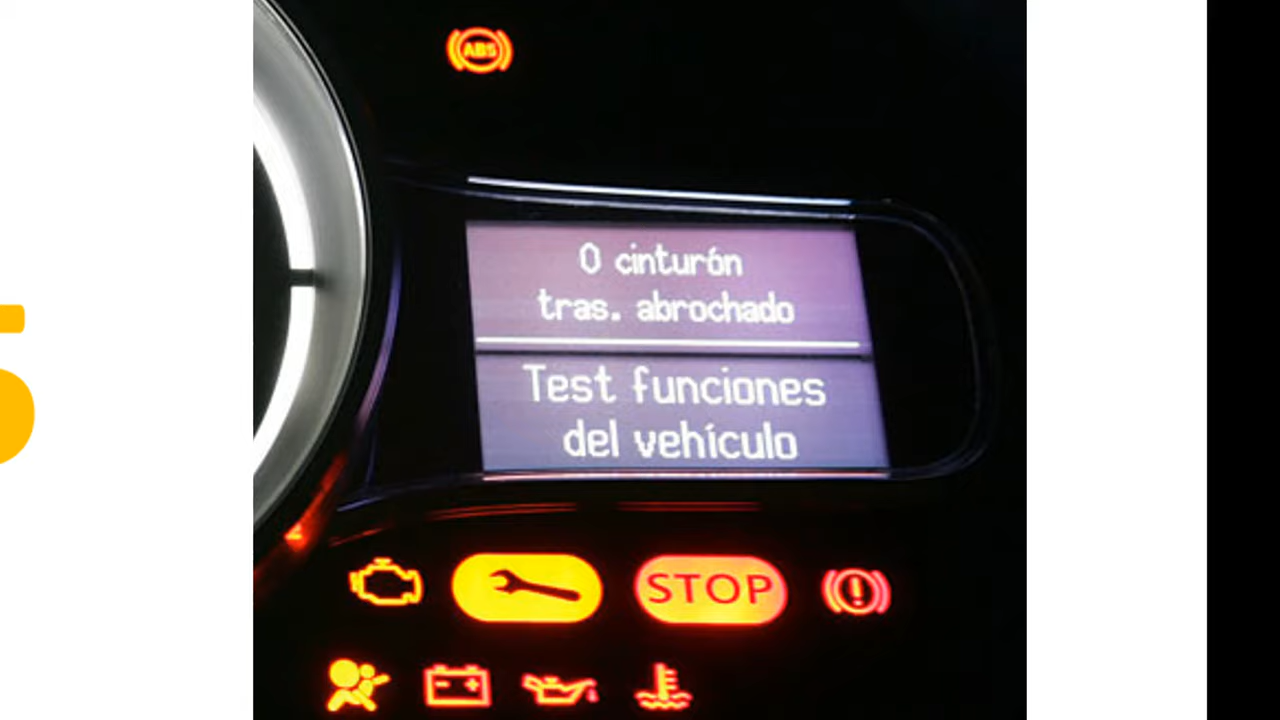 ABS
0 cinturón
tras. abrochado
Test funciones
del vehículo
STOP